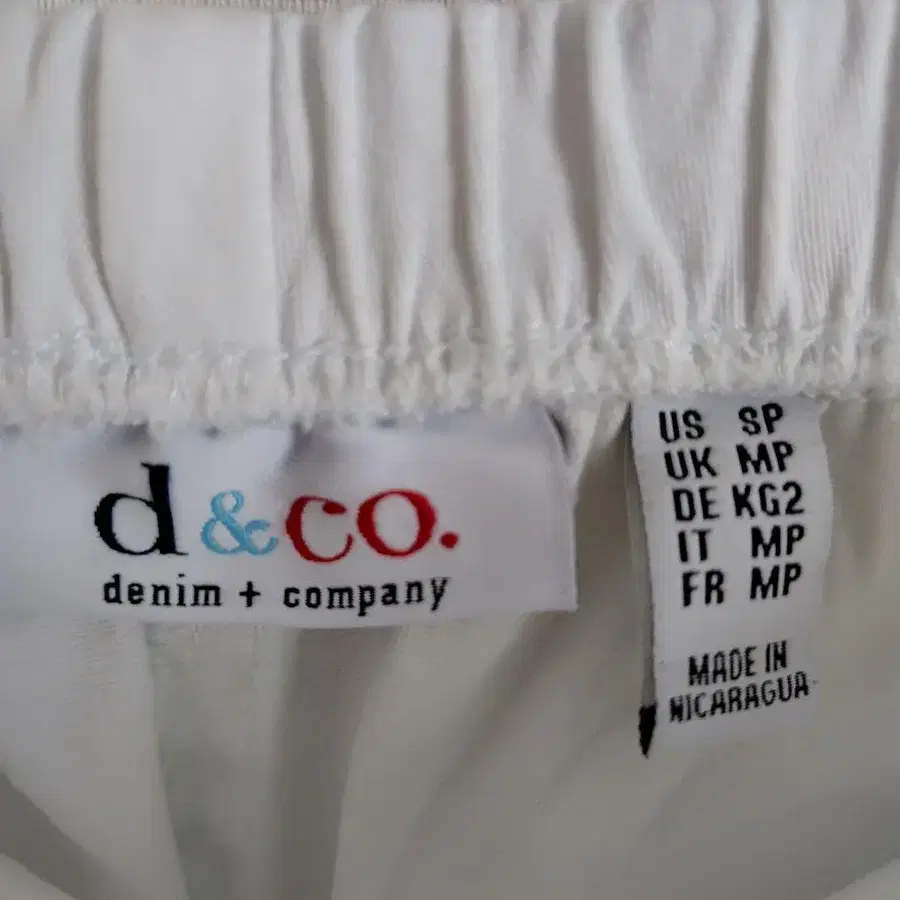 d&co.
denim + company
US SP
UK MP
DE KG2
IT MP
FR MP
MADE IN
NICARAGUA